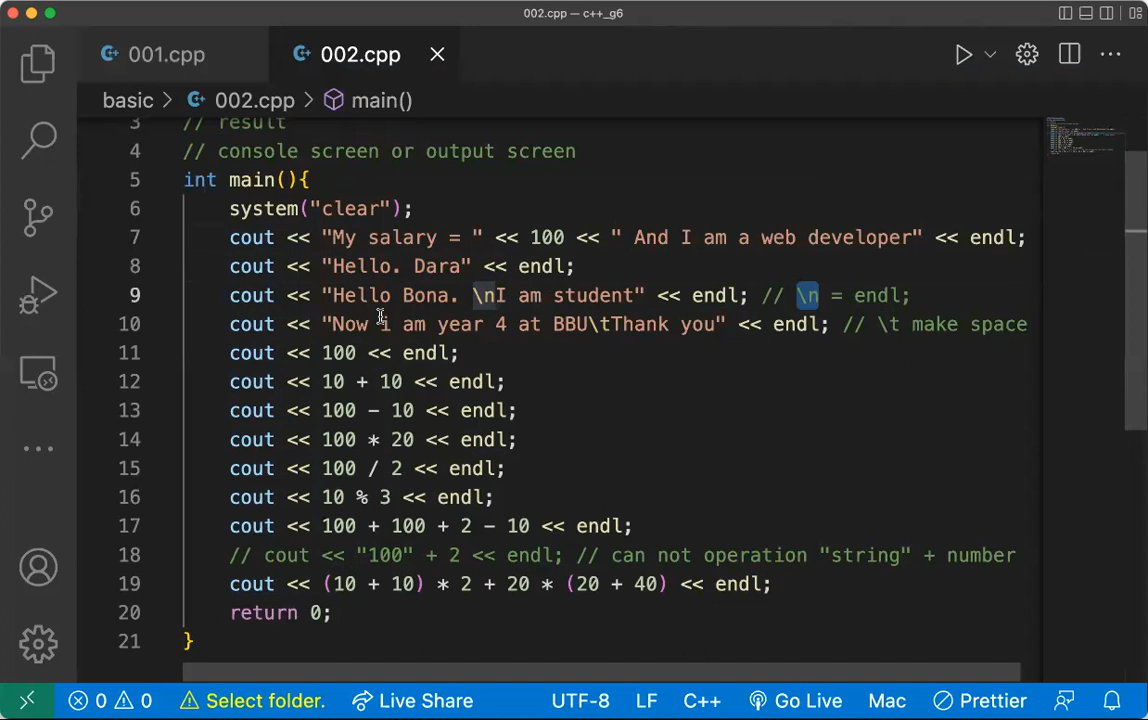 002.cpp — c++_g6
001.cpp
002.cpp
basic > 002.cpp > main()
3 // result
4 // console screen or output screen
5 int main(){
6 system("clear");
7 cout << "My salary = " << 100 << " And I am a web developer" << endl;
8 cout << "Hello. Dara" << endl;
9 cout << "Hello Bona. \nI am student" << endl; // \n = endl;
10 cout << "Now i am year 4 at BBU\tThank you" << endl; // \t make space
11 cout << 100 << endl;
12 cout << 10 + 10 << endl;
13 cout << 100 - 10 << endl;
14 cout << 100 * 20 << endl;
15 cout << 100 / 2 << endl;
16 cout << 10 % 3 << endl;
17 cout << 100 + 100 + 2 - 10 << endl;
18 // cout << "100" + 2 << endl; // can not operation "string" + number
19 cout << (10 + 10) * 2 + 20 * (20 + 40) << endl;
20 return 0;
21 }
0 0 Select folder. Live Share UTF-8 LF C++ Go Live Mac Prettier